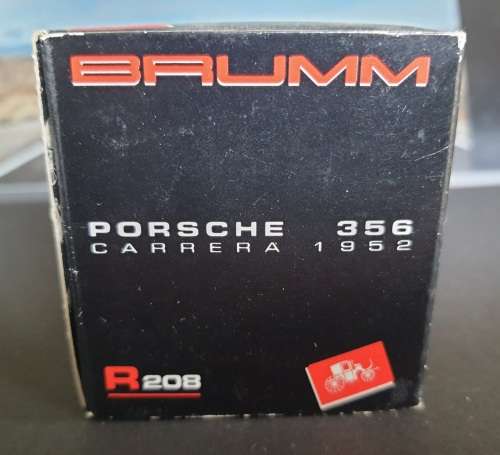 BRUMM
PORSCHE 356
CARRERA 1952
R208